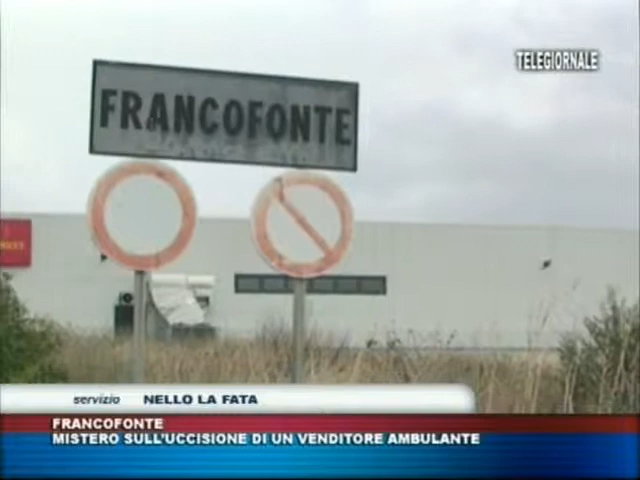 TELEGIORNALE
FRANCOFONTE
servizio NELLO LA FATA
FRANCOFONTE
MISTERO SULL'UCCISIONE DI UN VENDITORE AMBULANTE